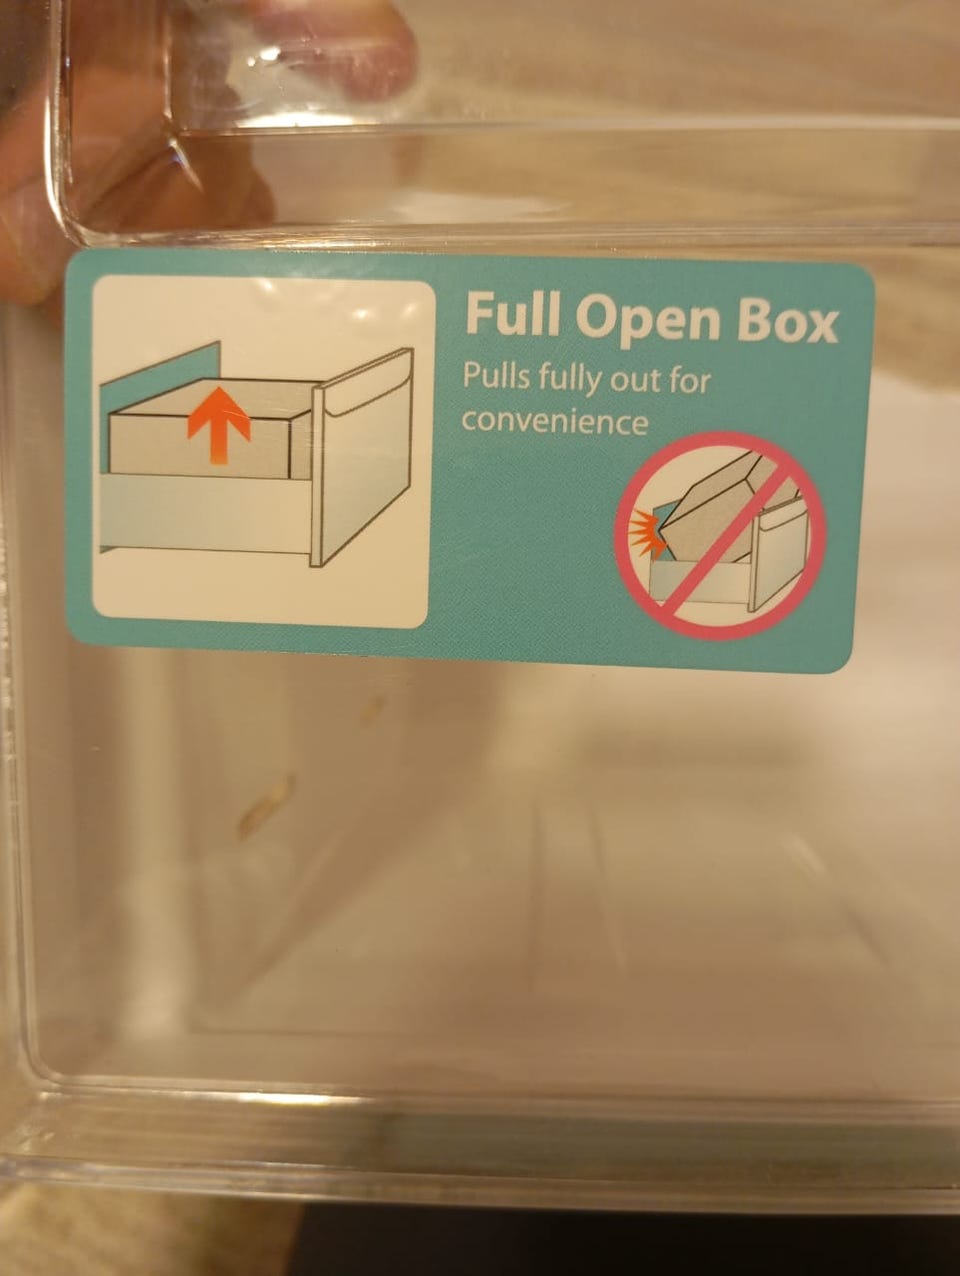 Full Open Box
Pulls fully out for
convenience